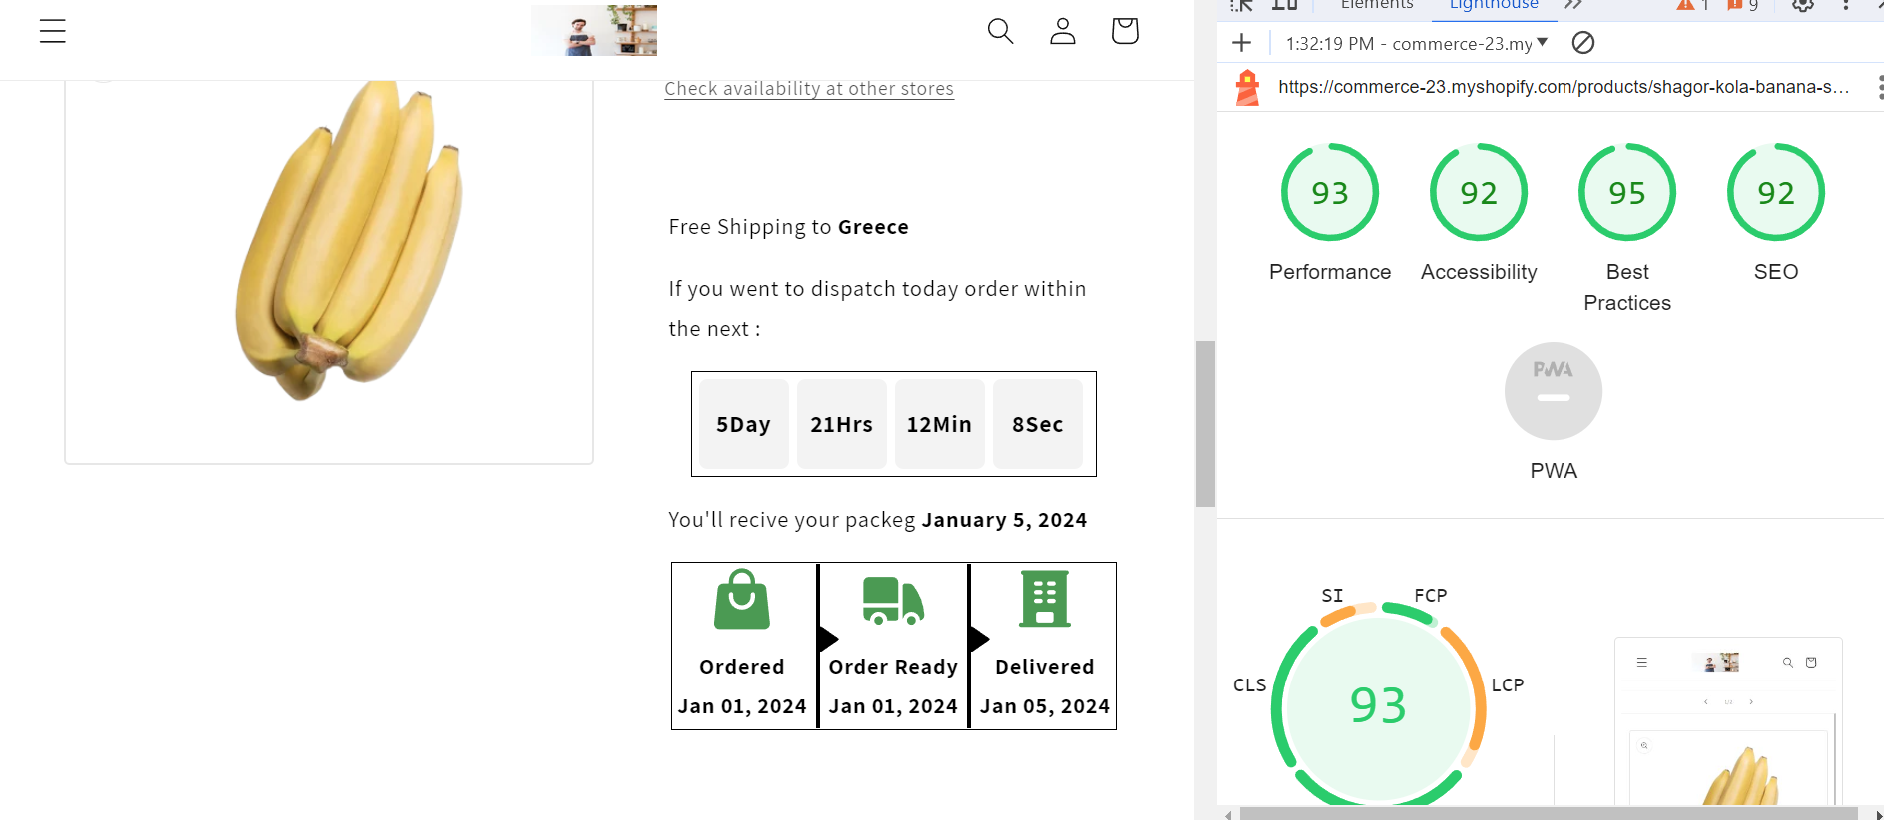 Check availability at other stores
Free Shipping to Greece
If you went to dispatch today order within
the next :
5Day 21Hrs 12Min 8Sec
You'll recive your packeg January 5, 2024
Ordered
Jan 01, 2024
Order Ready
Jan 01, 2024
Delivered
Jan 05, 2024
Elements Lighthouse 1 9
1:32:19 PM - commerce-23.my
https://commerce-23.myshopify.com/products/shagor-kola-banana-s…
93 92 95 92
Performance Accessibility Best
Practices SEO
PWA
PWA
SI FCP
CLS LCP
93